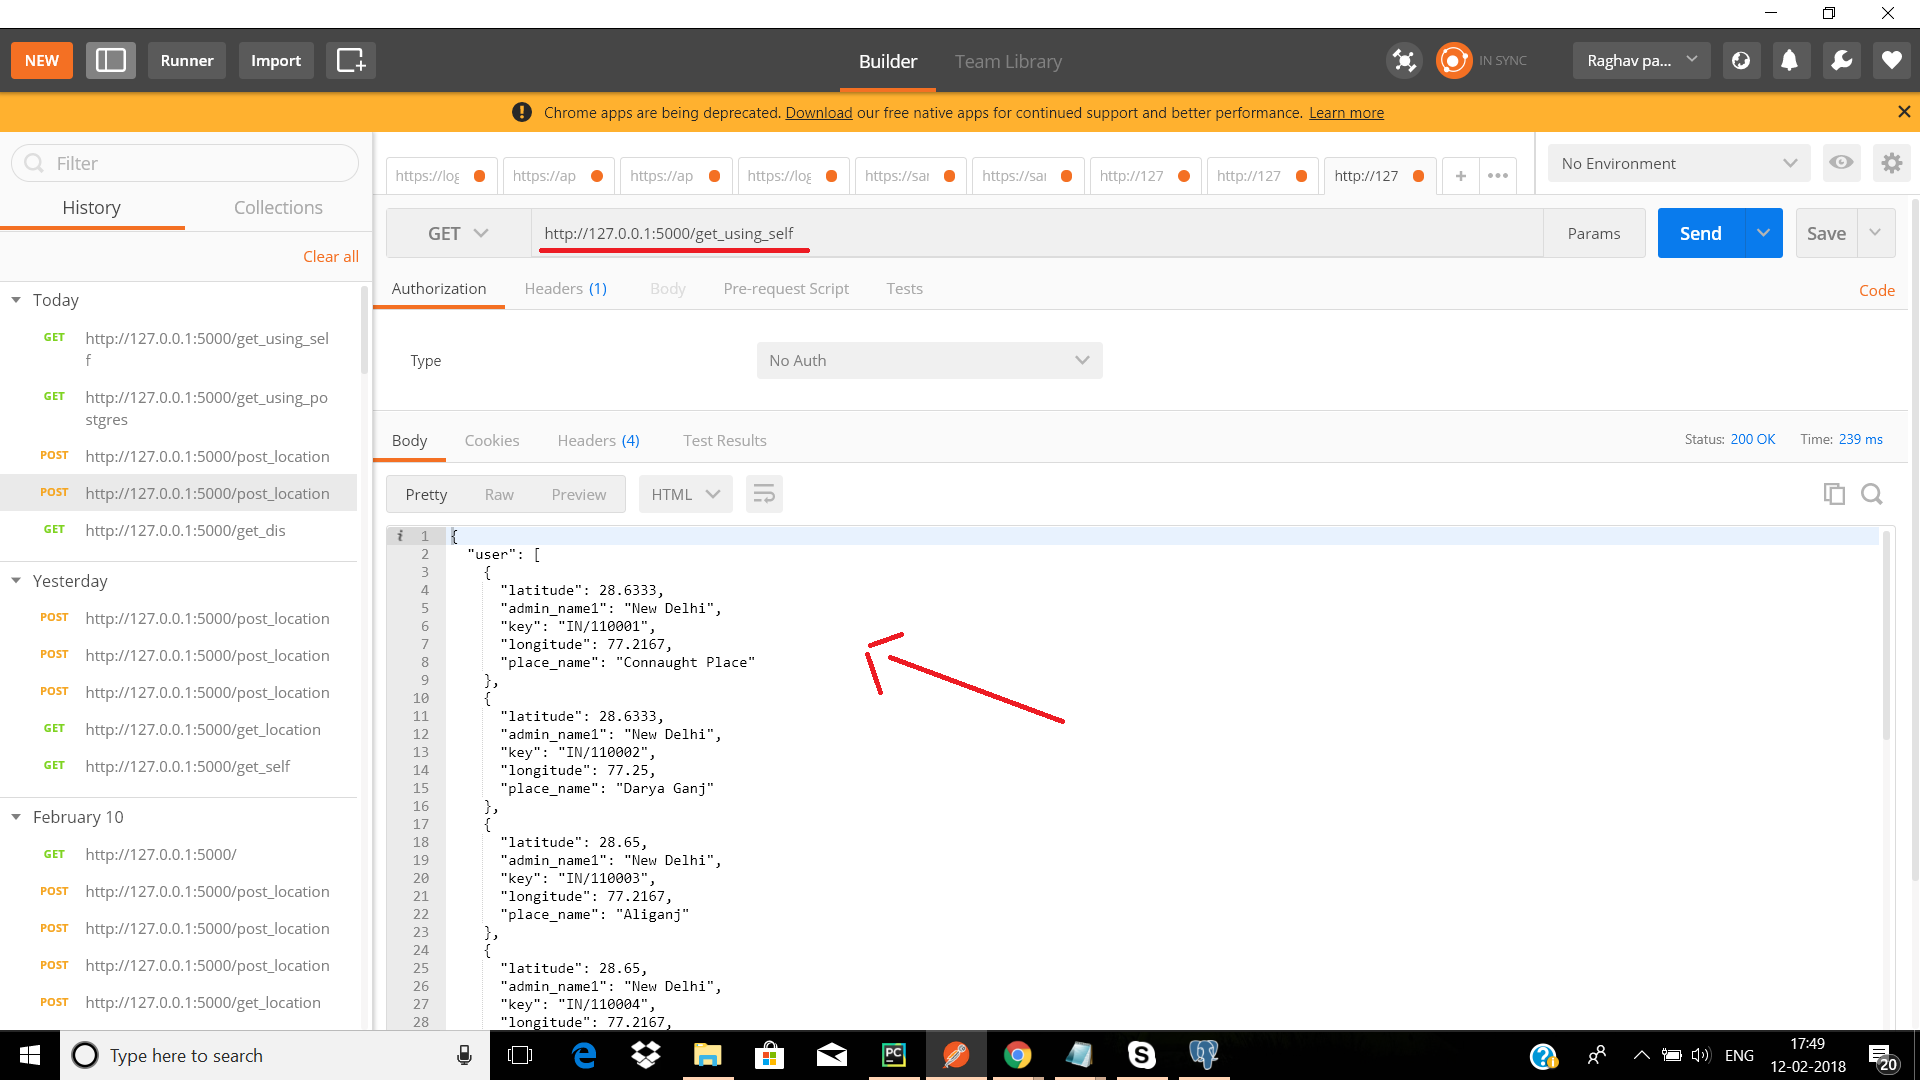 NEW
Runner
Import
Builder
Team Library
IN SYNC
Raghav pa...
Chrome apps are being deprecated. Download our free native apps for continued support and better performance. Learn more
Filter
History
Collections
Clear all
Today
GET http://127.0.0.1:5000/get_using_sel
f
GET http://127.0.0.1:5000/get_using_po
stgres
POST http://127.0.0.1:5000/post_location
POST http://127.0.0.1:5000/post_location
GET http://127.0.0.1:5000/get_dis
Yesterday
POST http://127.0.0.1:5000/post_location
POST http://127.0.0.1:5000/post_location
POST http://127.0.0.1:5000/post_location
GET http://127.0.0.1:5000/get_location
GET http://127.0.0.1:5000/get_self
February 10
GET http://127.0.0.1:5000/
POST http://127.0.0.1:5000/post_location
POST http://127.0.0.1:5000/post_location
POST http://127.0.0.1:5000/post_location
POST http://127.0.0.1:5000/get_location
https://log
https://ap
https://ap
https://log
https://sar
https://sar
http://127
http://127
http://127
+
•••
No Environment
GET
http://127.0.0.1:5000/get_using_self
Params
Send
Save
Authorization
Headers (1)
Body
Pre-request Script
Tests
Code
Type
No Auth
Body
Cookies
Headers (4)
Test Results
Status: 200 OK
Time: 239 ms
Pretty
Raw
Preview
HTML
i 1 {
2 "user": [
3 {
4 "latitude": 28.6333,
5 "admin_name1": "New Delhi",
6 "key": "IN/110001",
7 "longitude": 77.2167,
8 "place_name": "Connaught Place"
9 },
10 {
11 "latitude": 28.6333,
12 "admin_name1": "New Delhi",
13 "key": "IN/110002",
14 "longitude": 77.25,
15 "place_name": "Darya Ganj"
16 },
17 {
18 "latitude": 28.65,
19 "admin_name1": "New Delhi",
20 "key": "IN/110003",
21 "longitude": 77.2167,
22 "place_name": "Aliganj"
23 },
24 {
25 "latitude": 28.65,
26 "admin_name1": "New Delhi",
27 "key": "IN/110004",
28 "longitude": 77.2167,
Type here to search
PC
ENG
17:49
12-02-2018
20